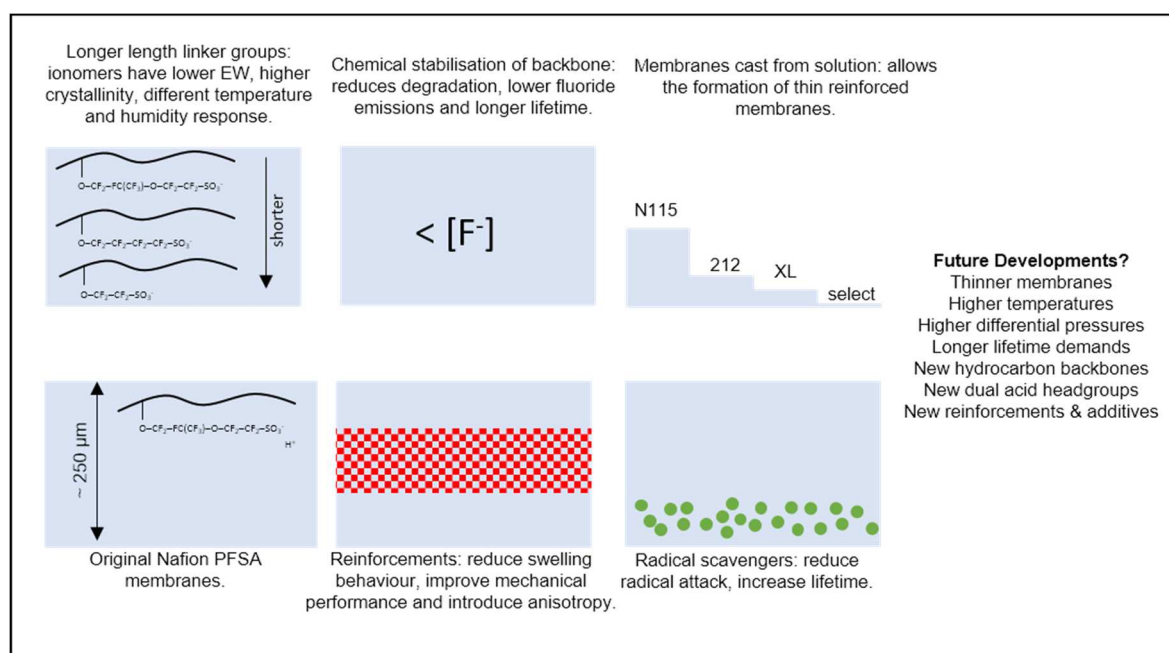 Longer length linker groups:
ionomers have lower EW, higher
crystallinity, different temperature
and humidity response.
O–CF₂–FC(CF₃)–O–CF₂–CF₂–SO₃⁻
O–CF₂–CF₂–CF₂–CF₂–SO₃⁻
O–CF₂–CF₂–SO₃⁻
shorter
Chemical stabilisation of backbone:
reduces degradation, lower fluoride
emissions and longer lifetime.
< [F⁻]
Membranes cast from solution: allows
the formation of thin reinforced
membranes.
N115
212
XL
select
~ 250 µm
O–CF₂–FC(CF₃)–O–CF₂–CF₂–SO₃⁻
H⁺
Original Nafion PFSA
membranes.
Reinforcements: reduce swelling
behaviour, improve mechanical
performance and introduce anisotropy.
Radical scavengers: reduce
radical attack, increase lifetime.
Future Developments?
Thinner membranes
Higher temperatures
Higher differential pressures
Longer lifetime demands
New hydrocarbon backbones
New dual acid headgroups
New reinforcements & additives